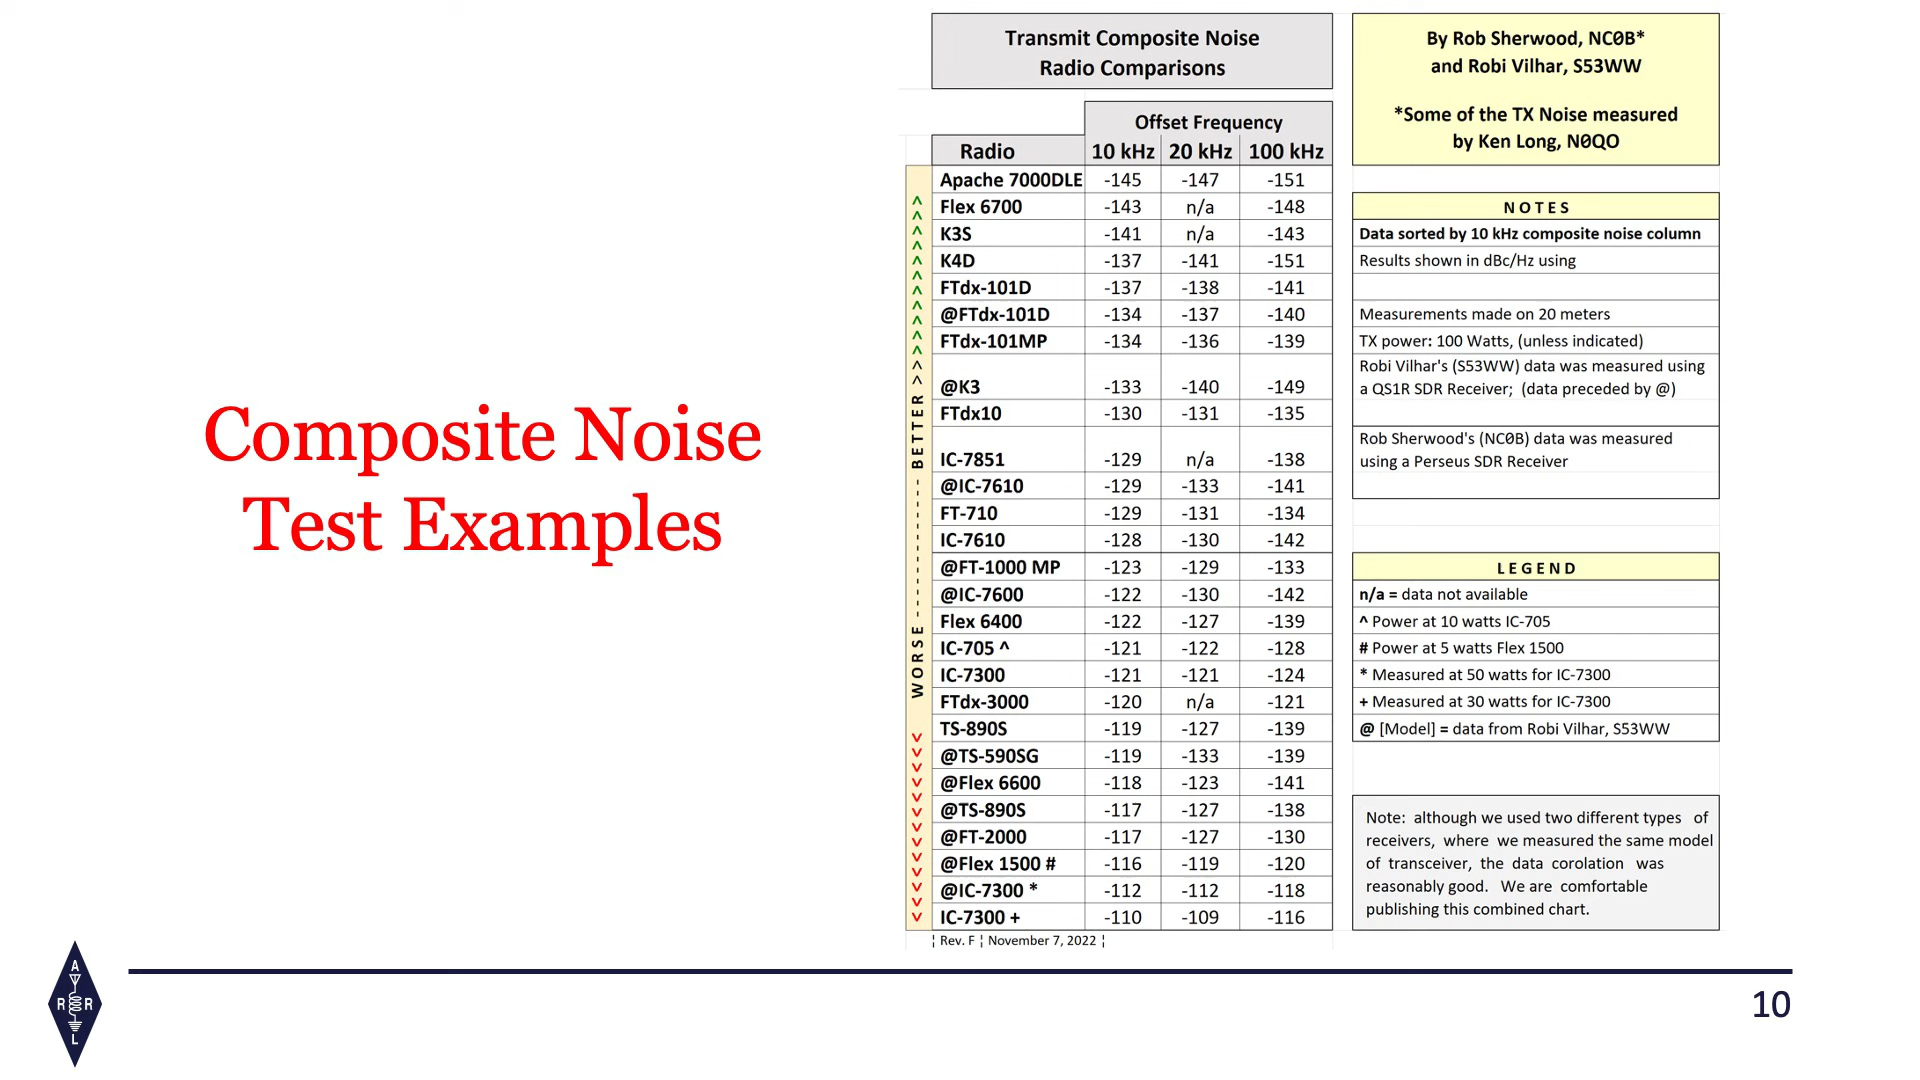 Composite Noise
Test Examples
Transmit Composite Noise
Radio Comparisons
Offset Frequency
Radio 10 kHz 20 kHz 100 kHz
Apache 7000DLE -145 -147 -151
Flex 6700 -143 n/a -148
K3S -141 n/a -143
K4D -137 -141 -151
FTdx-101D -137 -138 -141
@FTdx-101D -134 -137 -140
FTdx-101MP -134 -136 -139
@K3 -133 -140 -149
FTdx10 -130 -131 -135
IC-7851 -129 n/a -138
@IC-7610 -129 -133 -141
FT-710 -129 -131 -134
IC-7610 -128 -130 -142
@FT-1000 MP -123 -129 -133
@IC-7600 -122 -130 -142
Flex 6400 -122 -127 -139
IC-705 ^ -121 -122 -128
IC-7300 -121 -121 -124
FTdx-3000 -120 n/a -121
TS-890S -119 -127 -139
@TS-590SG -119 -133 -139
@Flex 6600 -118 -123 -141
@TS-890S -117 -127 -138
@FT-2000 -117 -127 -130
@Flex 1500 # -116 -119 -120
@IC-7300 * -112 -112 -118
IC-7300 + -110 -109 -116
¦ Rev. F ¦ November 7, 2022 ¦
< < < < < < < < < < < WORSE ---------- BETTER > > > > > > > > > > > > >
By Rob Sherwood, NC0B*
and Robi Vilhar, S53WW
*Some of the TX Noise measured
by Ken Long, N0QO
NOTES
Data sorted by 10 kHz composite noise column
Results shown in dBc/Hz using
Measurements made on 20 meters
TX power: 100 Watts, (unless indicated)
Robi Vilhar's (S53WW) data was measured using
a QS1R SDR Receiver; (data preceded by @)
Rob Sherwood's (NC0B) data was measured
using a Perseus SDR Receiver
LEGEND
n/a = data not available
^ Power at 10 watts IC-705
# Power at 5 watts Flex 1500
* Measured at 50 watts for IC-7300
+ Measured at 30 watts for IC-7300
@ [Model] = data from Robi Vilhar, S53WW
Note: although we used two different types of
receivers, where we measured the same model
of transceiver, the data corolation was
reasonably good. We are comfortable
publishing this combined chart.
A
R R
L
10